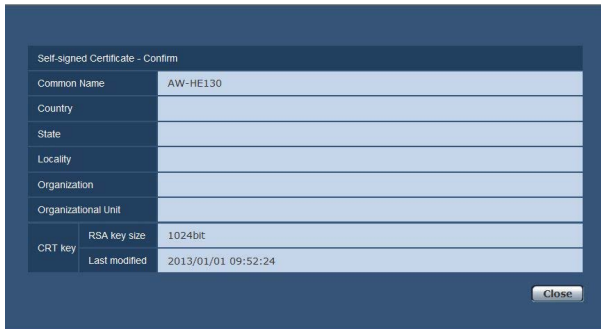 Self-signed Certificate - Confirm
Common Name AW-HE130
Country
State
Locality
Organization
Organizational Unit
CRT key RSA key size 1024bit
Last modified 2013/01/01 09:52:24
Close